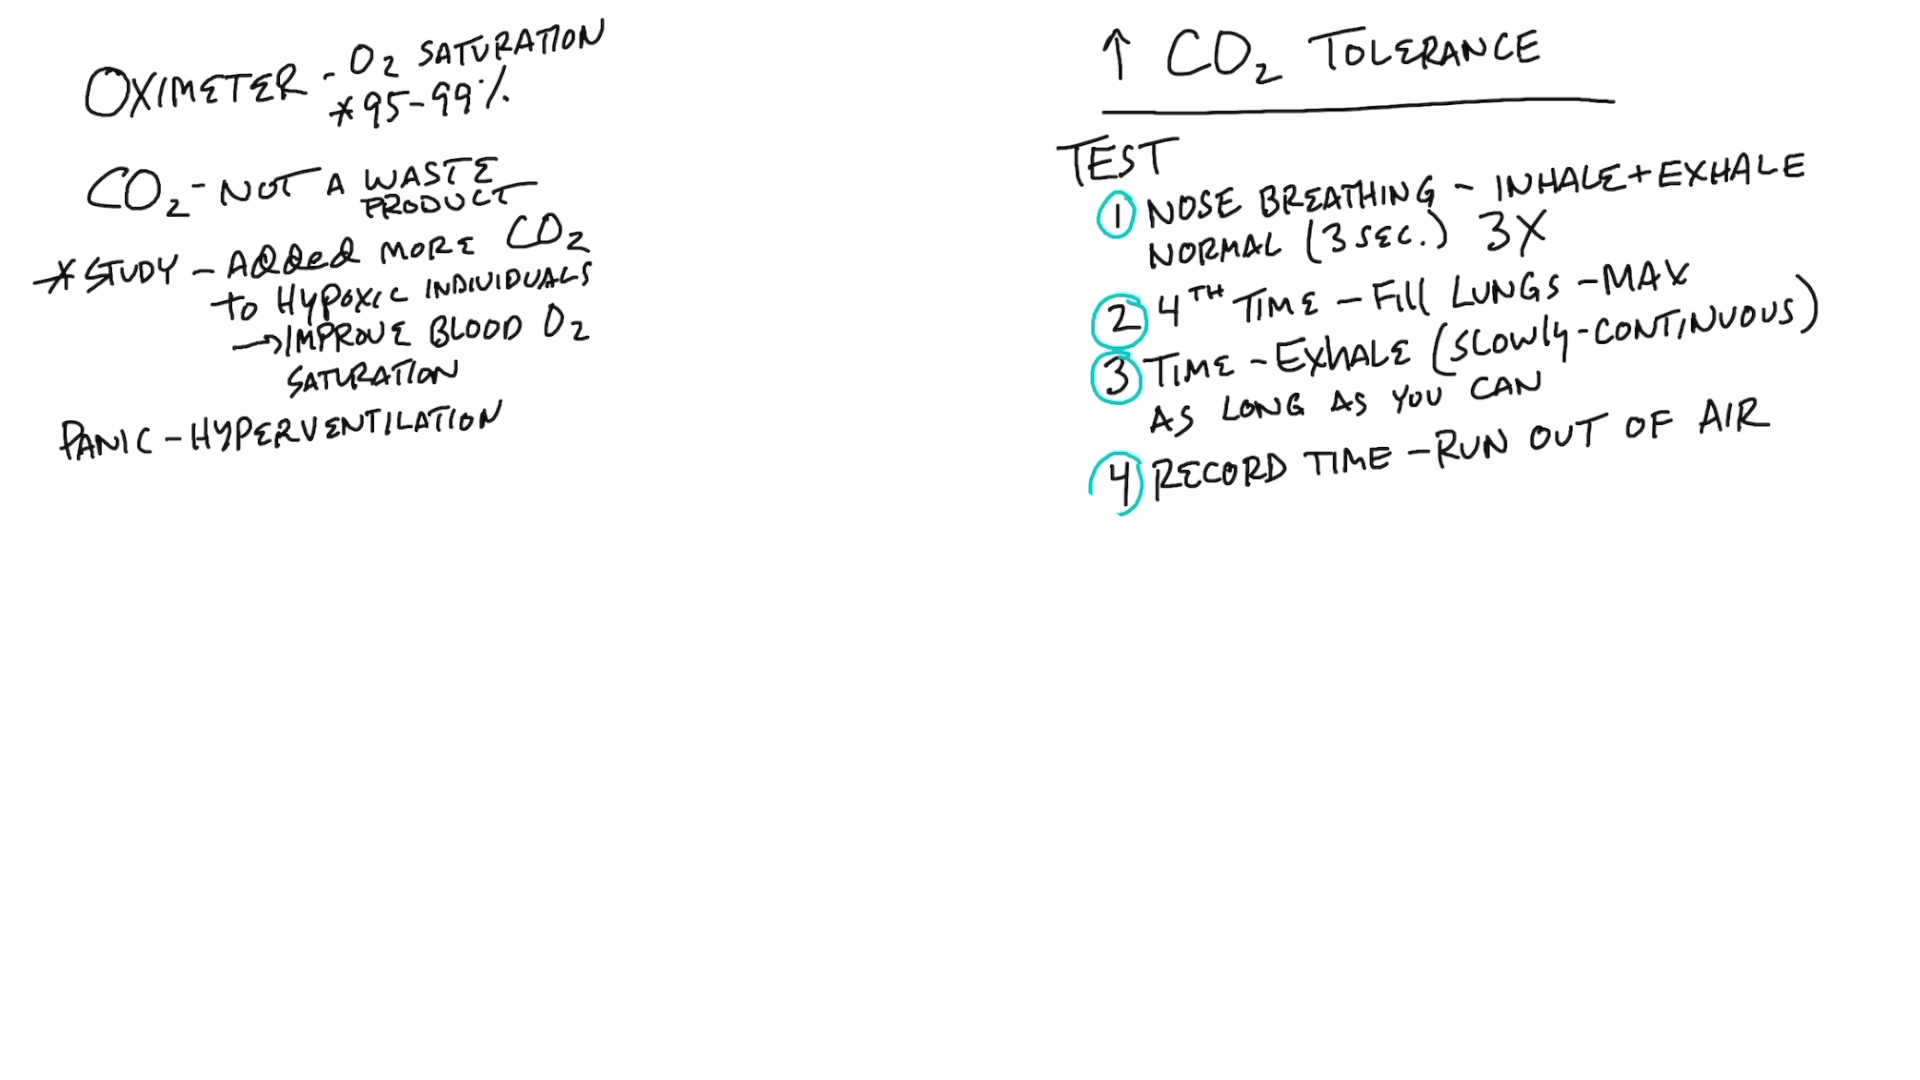 OXIMETER - O2 SATURATION
*95-99%
CO2 - NOT A WASTE
PRODUCT
*STUDY - ADDED MORE CO2
TO HYPOXIC INDIVIDUALS
→ IMPROVE BLOOD O2
SATURATION
PANIC - HYPERVENTILATION
↑ CO2 TOLERANCE
TEST
1 NOSE BREATHING - INHALE + EXHALE
NORMAL (3 SEC.) 3X
2 4TH TIME - FILL LUNGS - MAX
3 TIME - EXHALE (SLOWLY - CONTINUOUS)
AS LONG AS YOU CAN
4 RECORD TIME - RUN OUT OF AIR